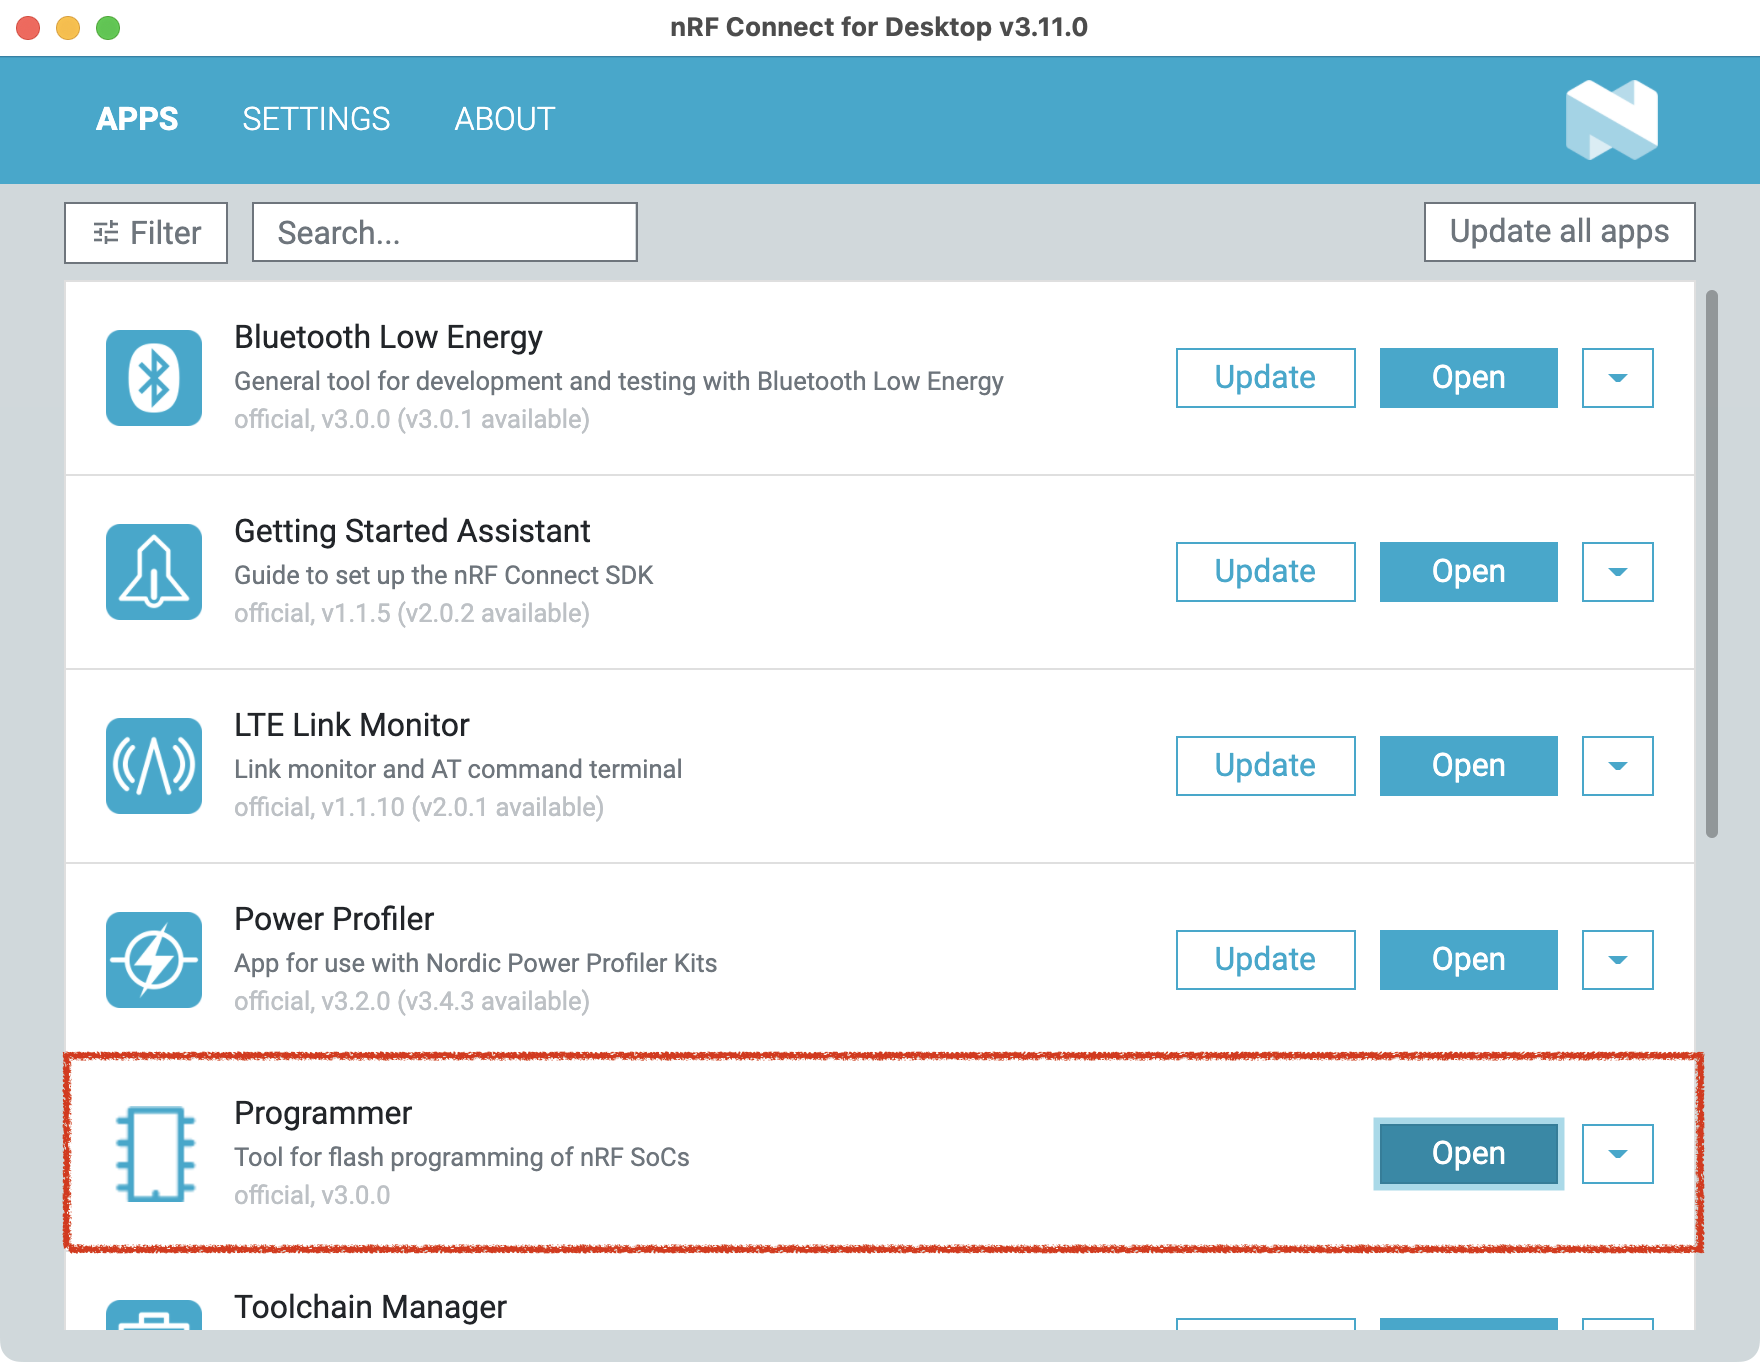 nRF Connect for Desktop v3.11.0
APPS SETTINGS ABOUT
Filter Search... Update all apps
Bluetooth Low Energy
General tool for development and testing with Bluetooth Low Energy
official, v3.0.0 (v3.0.1 available)
Update Open
Getting Started Assistant
Guide to set up the nRF Connect SDK
official, v1.1.5 (v2.0.2 available)
Update Open
LTE Link Monitor
Link monitor and AT command terminal
official, v1.1.10 (v2.0.1 available)
Update Open
Power Profiler
App for use with Nordic Power Profiler Kits
official, v3.2.0 (v3.4.3 available)
Update Open
Programmer
Tool for flash programming of nRF SoCs
official, v3.0.0
Open
Toolchain Manager